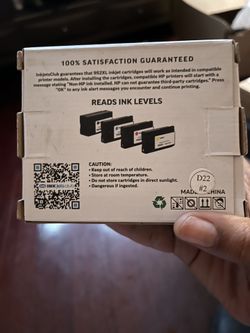 100% SATISFACTION GUARANTEED
InkjetsClub guarantees that 952XL inkjet cartridges will work as intended in compatible
printer models. After installing the cartridges, compatible HP printers will start with a
message stating "Non-HP ink installed. HP can not guarantee such cartridges". Press
"OK" to any alert messages you encounter and continue printing.
READS INK LEVELS
CAUTION:
Keep out of reach of children.
Store at room temperature.
Do not store cartridges in direct sunlight.
Dangerous if swallowed.
D22
#2
MADE IN CHINA